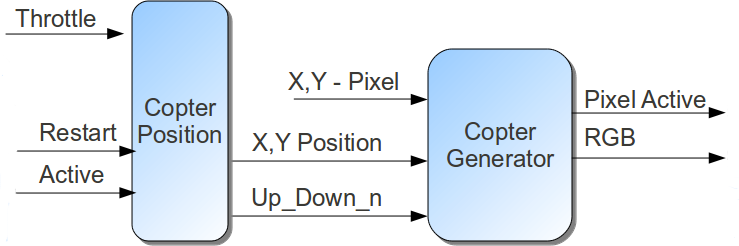 Throttle
Restart
Active
Copter
Position
X,Y - Pixel
X,Y Position
Up_Down_n
Copter
Generator
Pixel Active
RGB